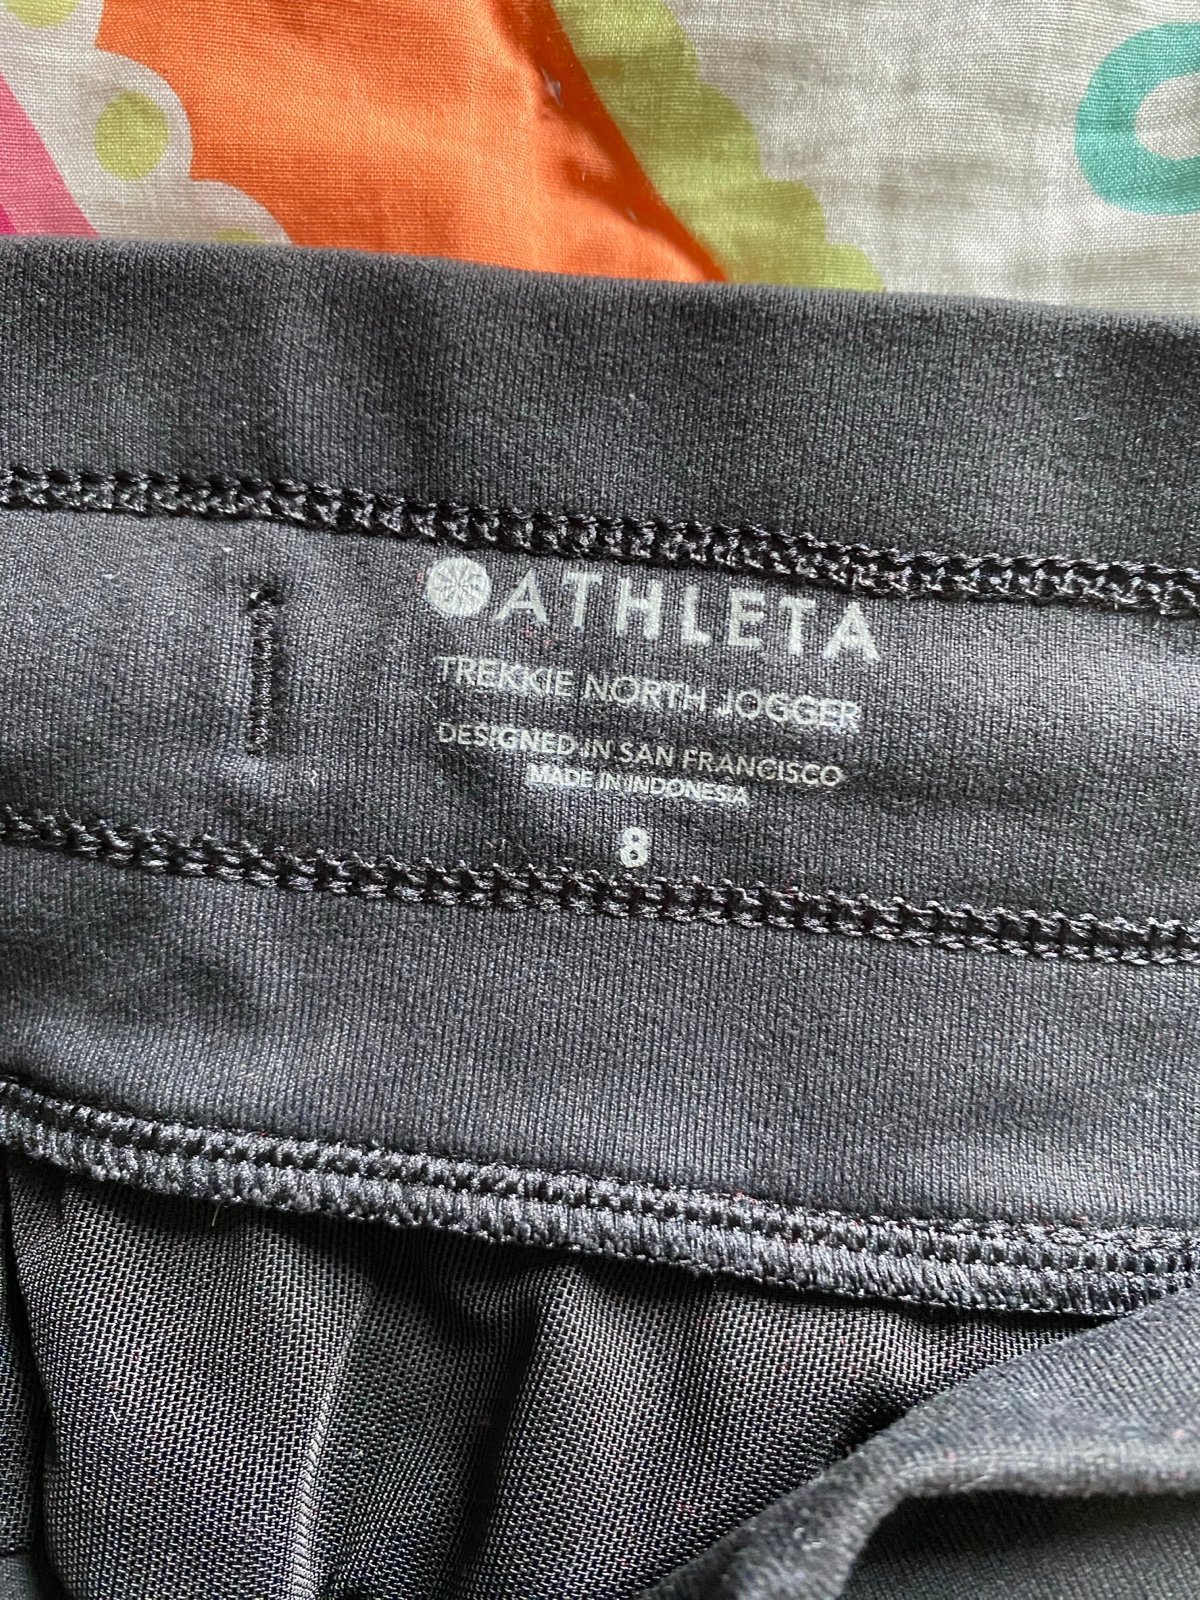 ATHLETA
TREKKIE NORTH JOGGER
DESIGNED IN SAN FRANCISCO
MADE IN INDONESIA
8